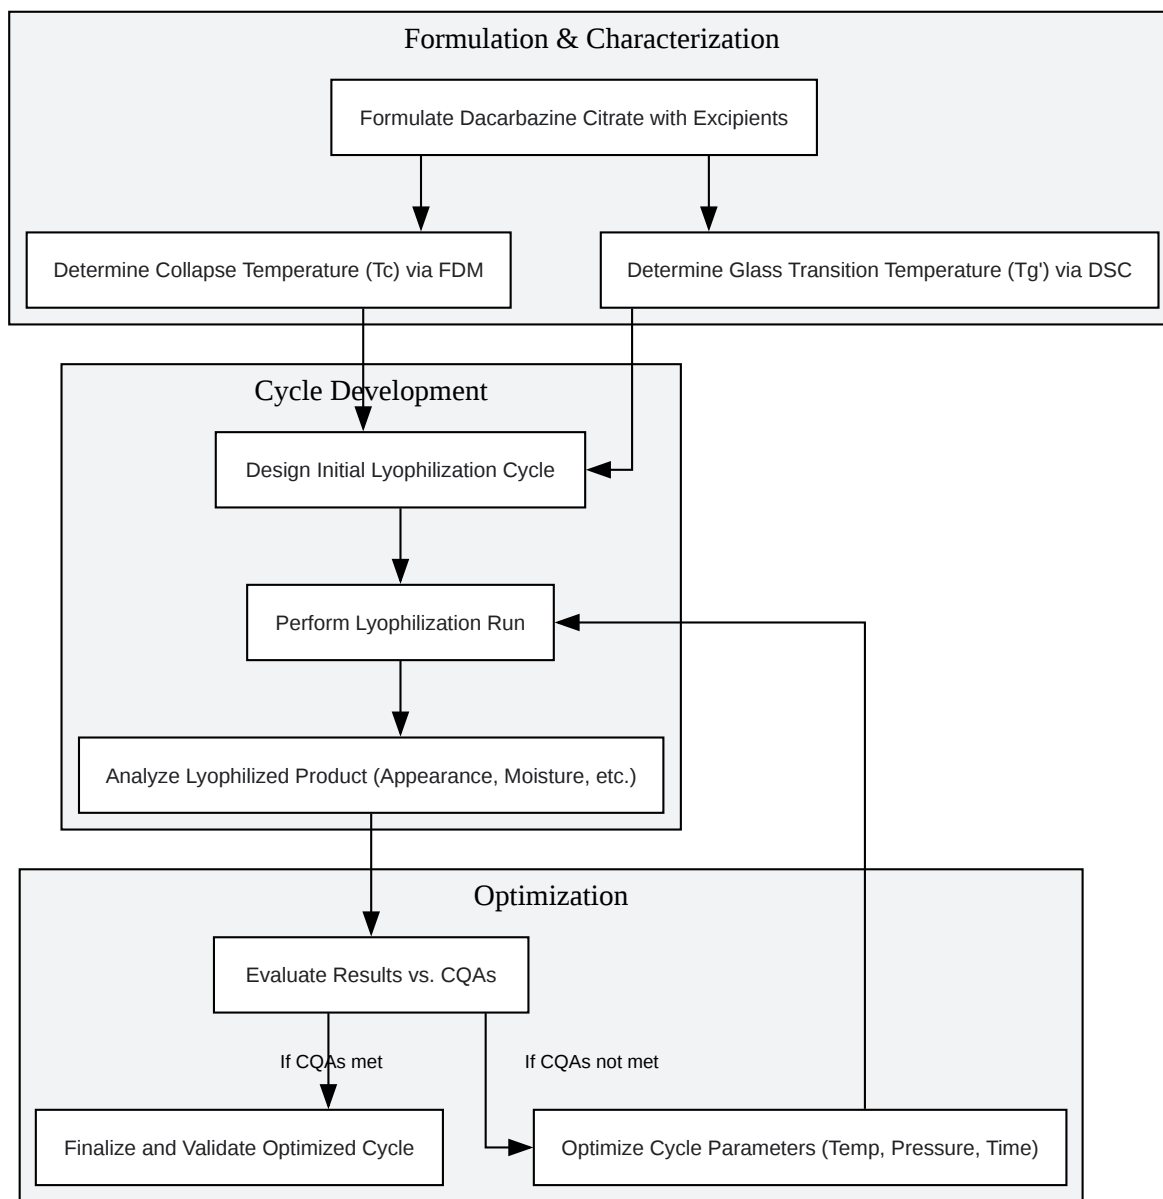 Formulation & Characterization
Formulate Dacarbazine Citrate with Excipients
Determine Collapse Temperature (Tc) via FDM
Determine Glass Transition Temperature (Tg') via DSC
Cycle Development
Design Initial Lyophilization Cycle
Perform Lyophilization Run
Analyze Lyophilized Product (Appearance, Moisture, etc.)
Optimization
Evaluate Results vs. CQAs
If CQAs met
If CQAs not met
Finalize and Validate Optimized Cycle
Optimize Cycle Parameters (Temp, Pressure, Time)